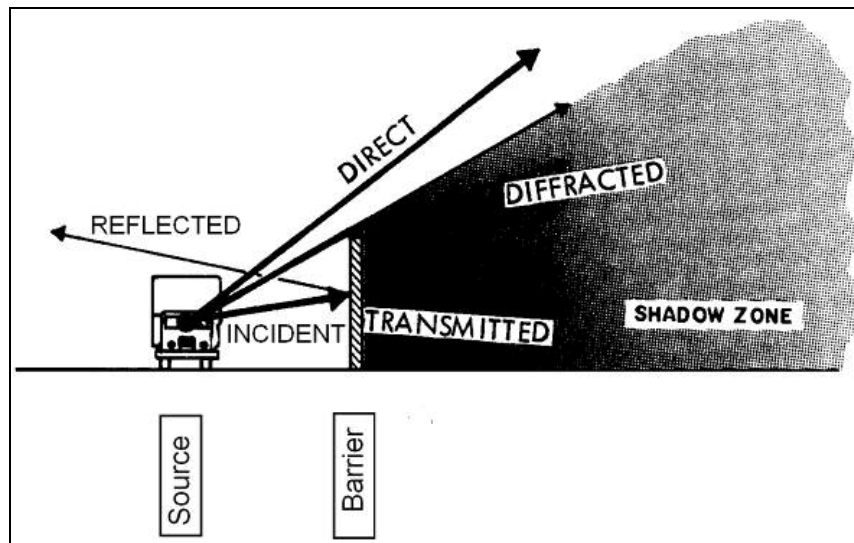 DIRECT
DIFFRACTED
REFLECTED
INCIDENT
TRANSMITTED
SHADOW ZONE
Source
Barrier